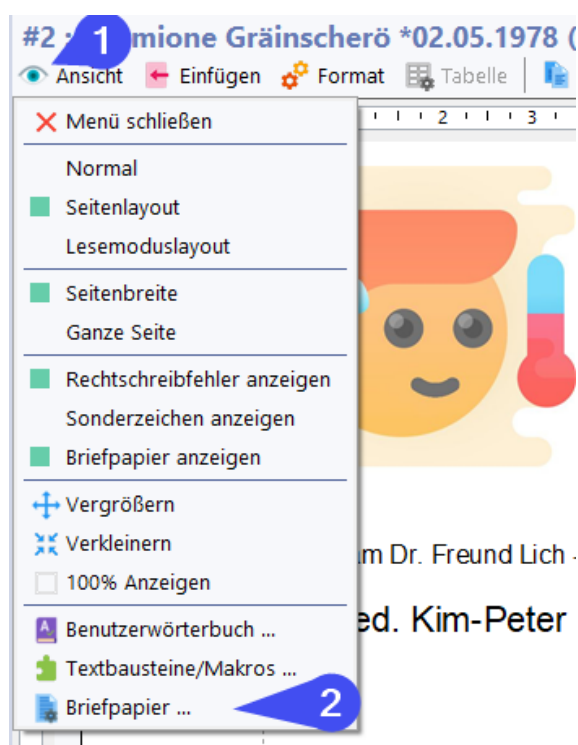 #2 mione Gräinscherö *02.05.1978 (
1
Ansicht Einfügen Format Tabelle
Menü schließen
2 3
Normal
Seitenlayout
Lesemoduslayout
Seitenbreite
Ganze Seite
Rechtschreibfehler anzeigen
Sonderzeichen anzeigen
Briefpapier anzeigen
Vergrößern
Verkleinern
am Dr. Freund Lich -
100% Anzeigen
Benutzerwörterbuch ...
ed. Kim-Peter
Textbausteine/Makros ...
Briefpapier ... 2